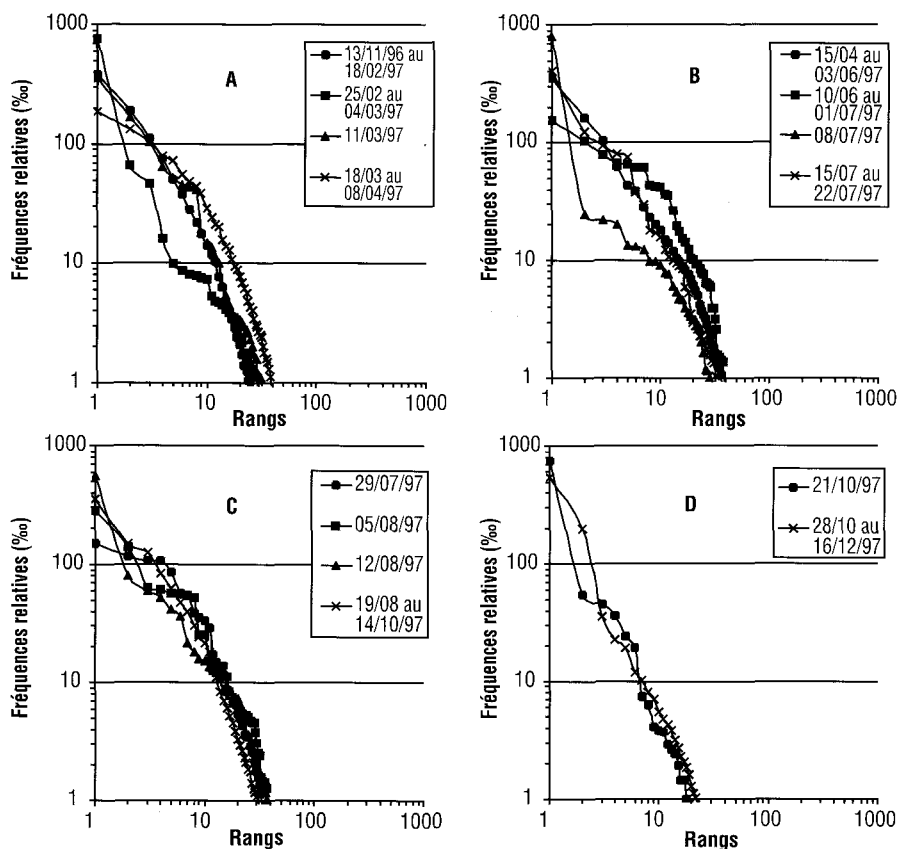 1000
100
10
1
Fréquences relatives (‰)
A
13/11/96 au
18/02/97
25/02 au
04/03/97
11/03/97
18/03 au
08/04/97
1 10 100 1000
Rangs
1000
100
10
1
Fréquences relatives (‰)
B
15/04 au
03/06/97
10/06 au
01/07/97
08/07/97
15/07 au
22/07/97
1 10 100 1000
Rangs
1000
100
10
1
Fréquences relatives (‰)
C
29/07/97
05/08/97
12/08/97
19/08 au
14/10/97
1 10 100 1000
Rangs
1000
100
10
1
Fréquences relatives (‰)
D
21/10/97
28/10 au
16/12/97
1 10 100 1000
Rangs